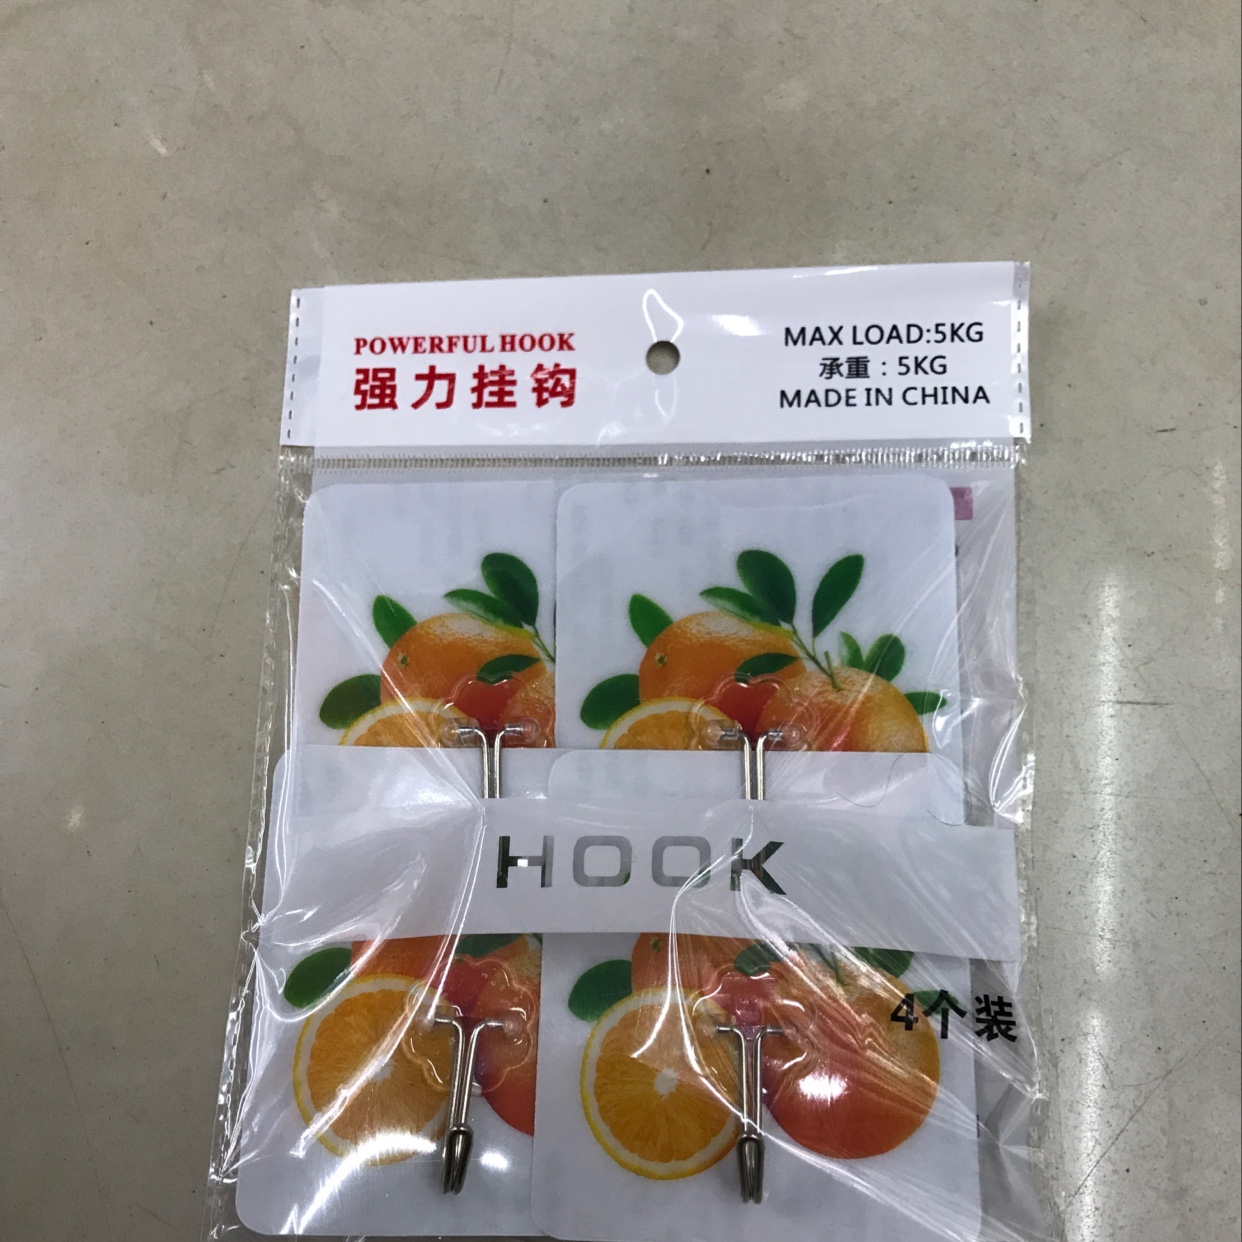 POWERFUL HOOK
强力挂钩
MAX LOAD:5KG
承重：5KG
MADE IN CHINA
HOOK
4个装